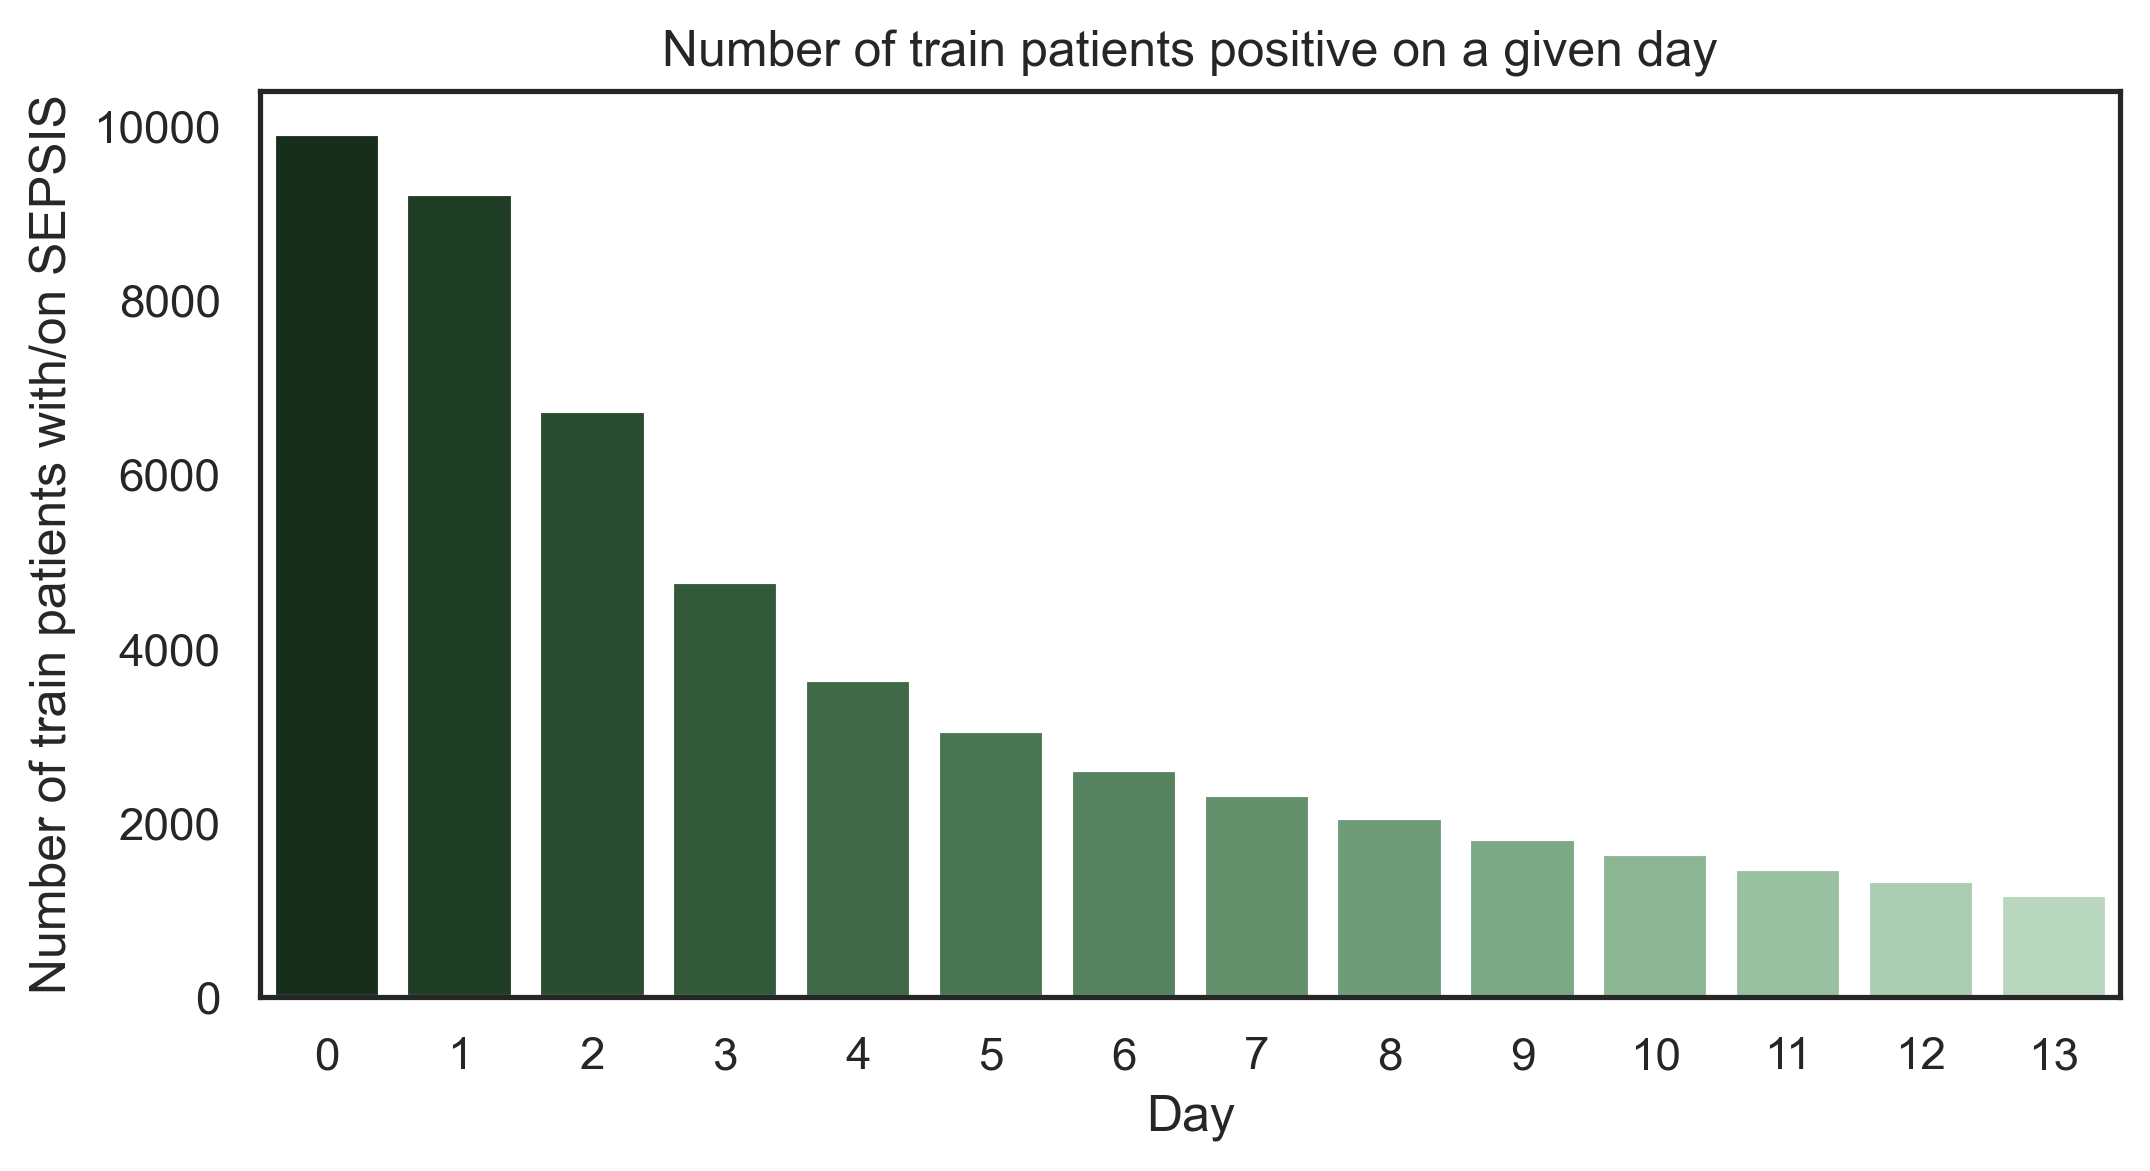 Number of train patients positive on a given day
Number of train patients with/on SEPSIS
10000
8000
6000
4000
2000
0
0 1 2 3 4 5 6 7 8 9 10 11 12 13
Day